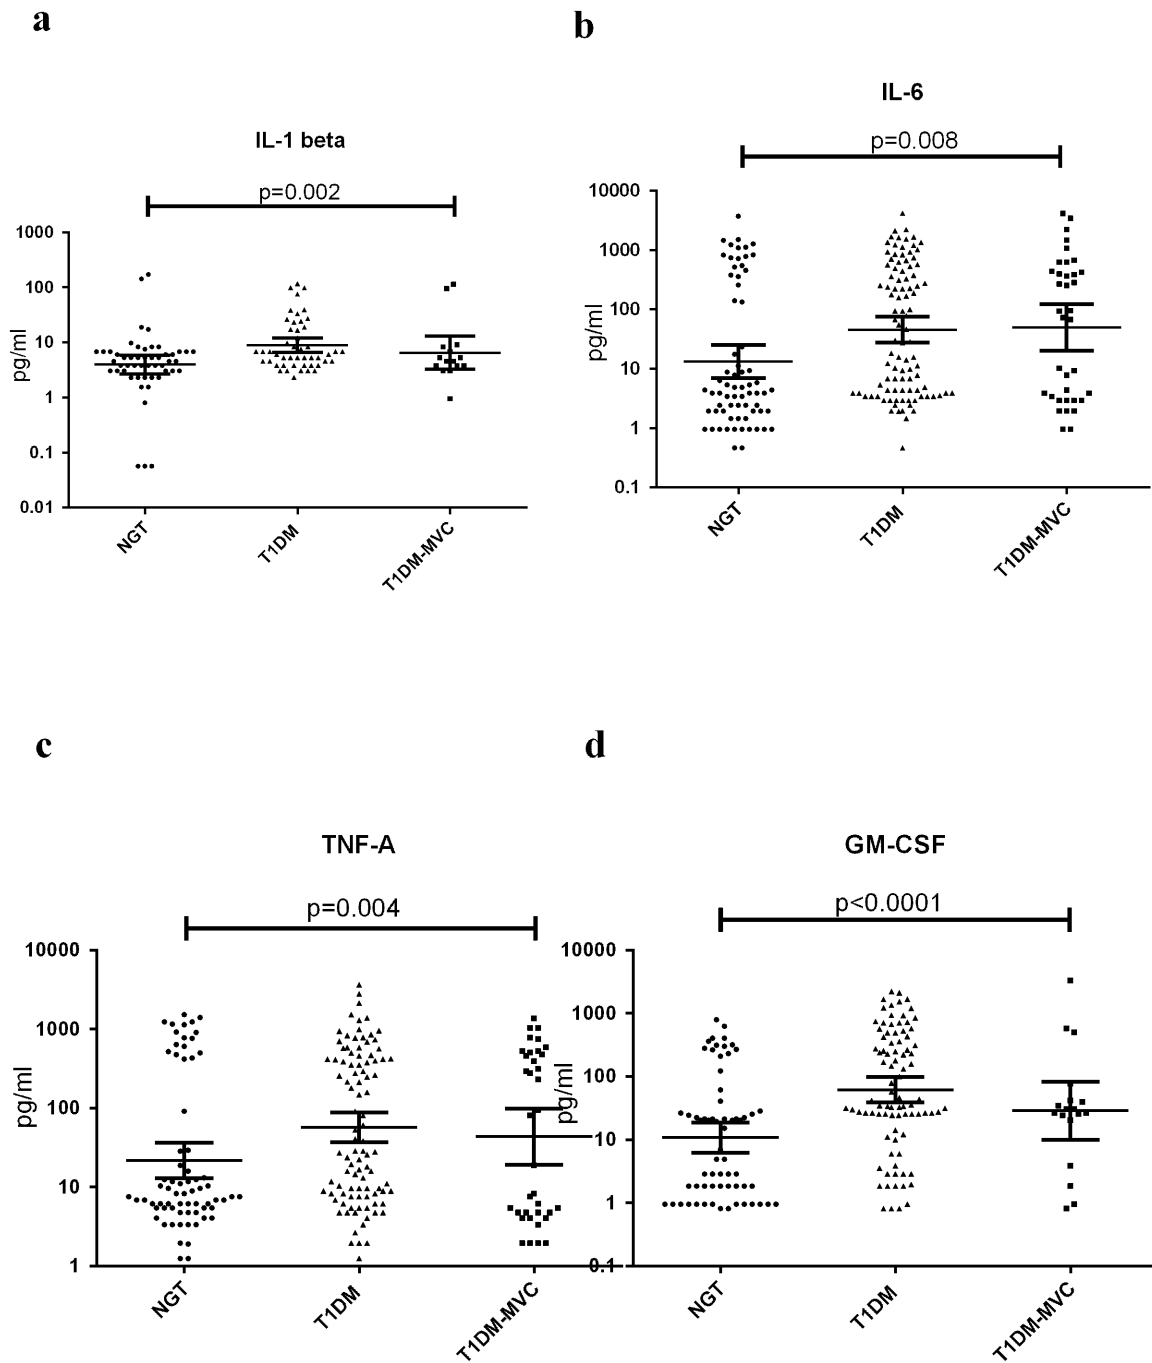 a
IL-1 beta
p=0.002
1000
100
10
1
0.1
0.01
pg/ml
NGT
T1DM
T1DM-MVC
b
IL-6
p=0.008
10000
1000
100
10
1
0.1
pg/ml
NGT
T1DM
T1DM-MVC
c
TNF-A
p=0.004
10000
1000
100
10
1
pg/ml
NGT
T1DM
T1DM-MVC
d
GM-CSF
p<0.0001
10000
1000
100
10
1
0.1
pg/ml
NGT
T1DM
T1DM-MVC